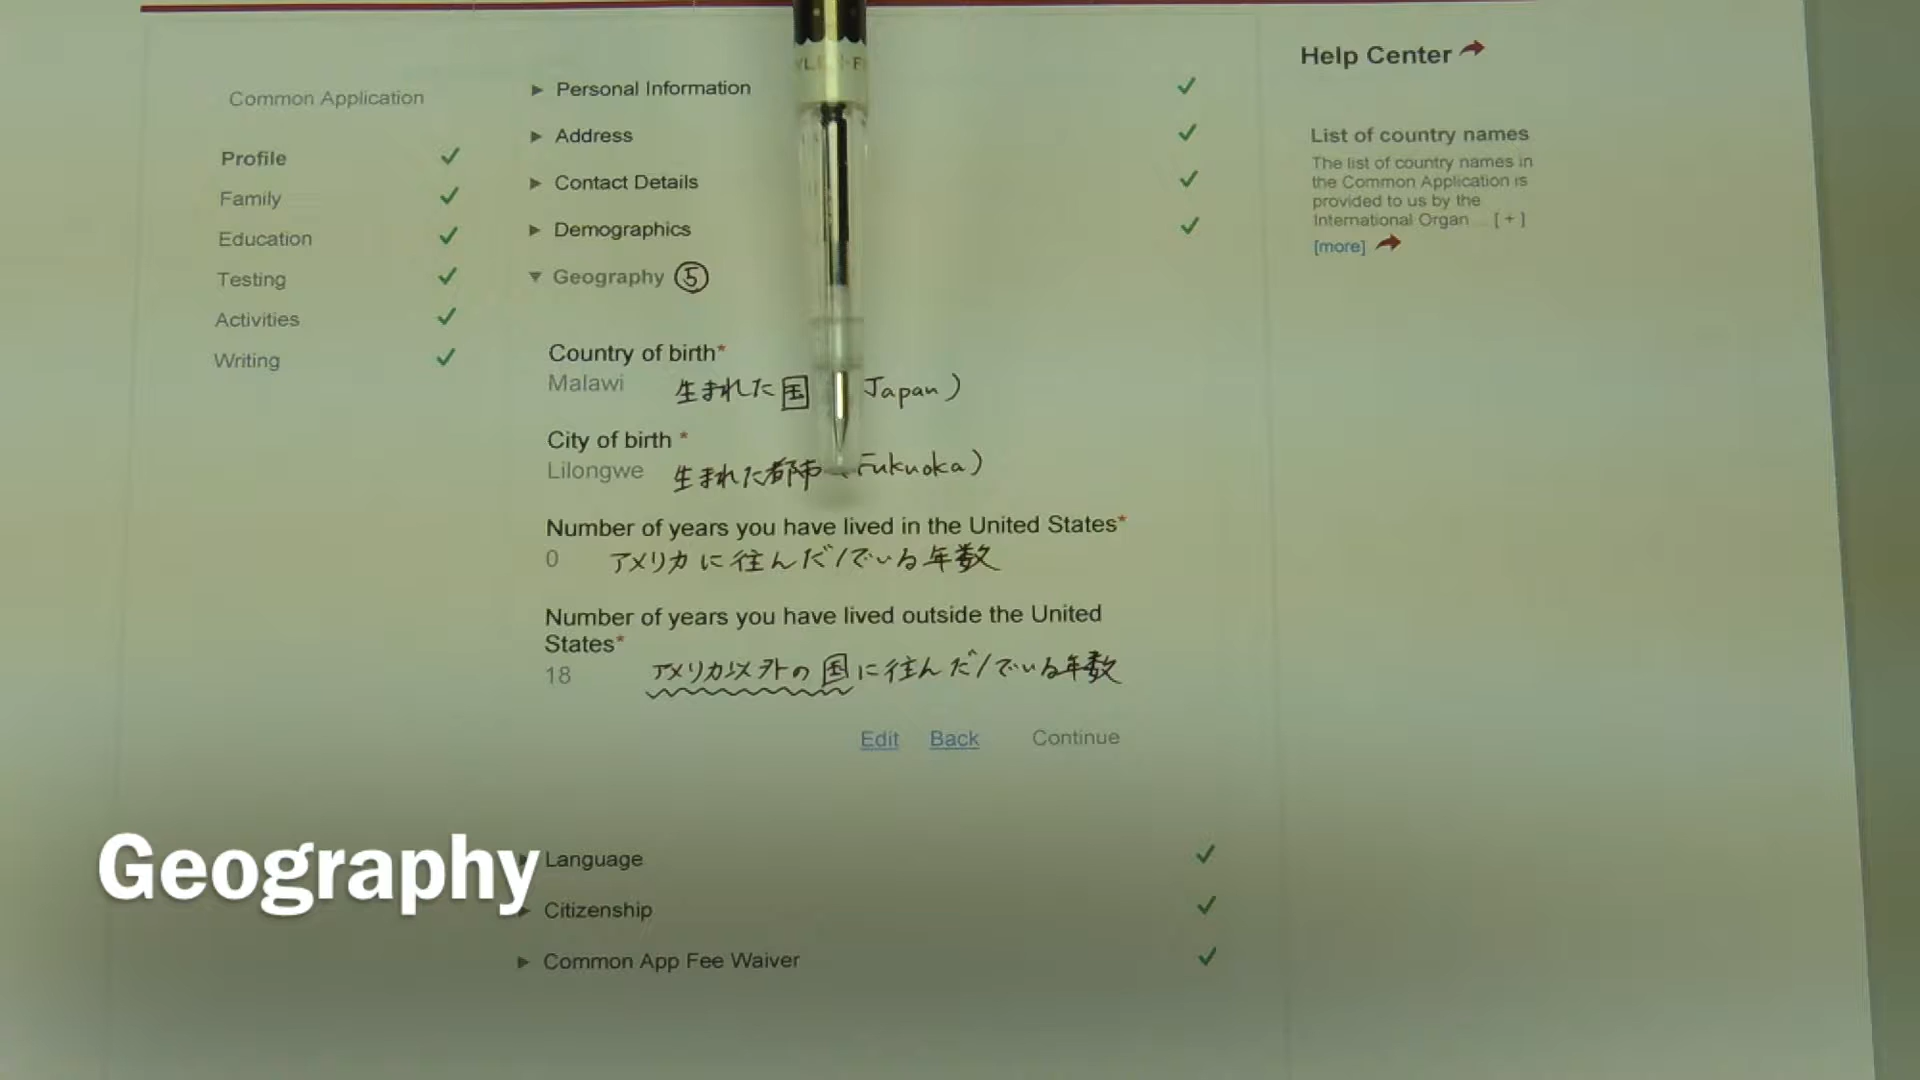 Common Application
Profile
Family
Education
Testing
Activities
Writing
Personal Information
Address
Contact Details
Demographics
Geography ⑤
Country of birth*
Malawi 生まれた国 Japan)
City of birth *
Lilongwe 生まれた都市 (Fukuoka)
Number of years you have lived in the United States*
0 アメリカに住んだ/でいる年数
Number of years you have lived outside the United
States*
18 アメリカ以外の国に住んだ/でいる年数
Edit Back Continue
Language
Citizenship
Common App Fee Waiver
Help Center
List of country names
The list of country names in
the Common Application is
provided to us by the
International Organ... [ + ]
[more]
Geography